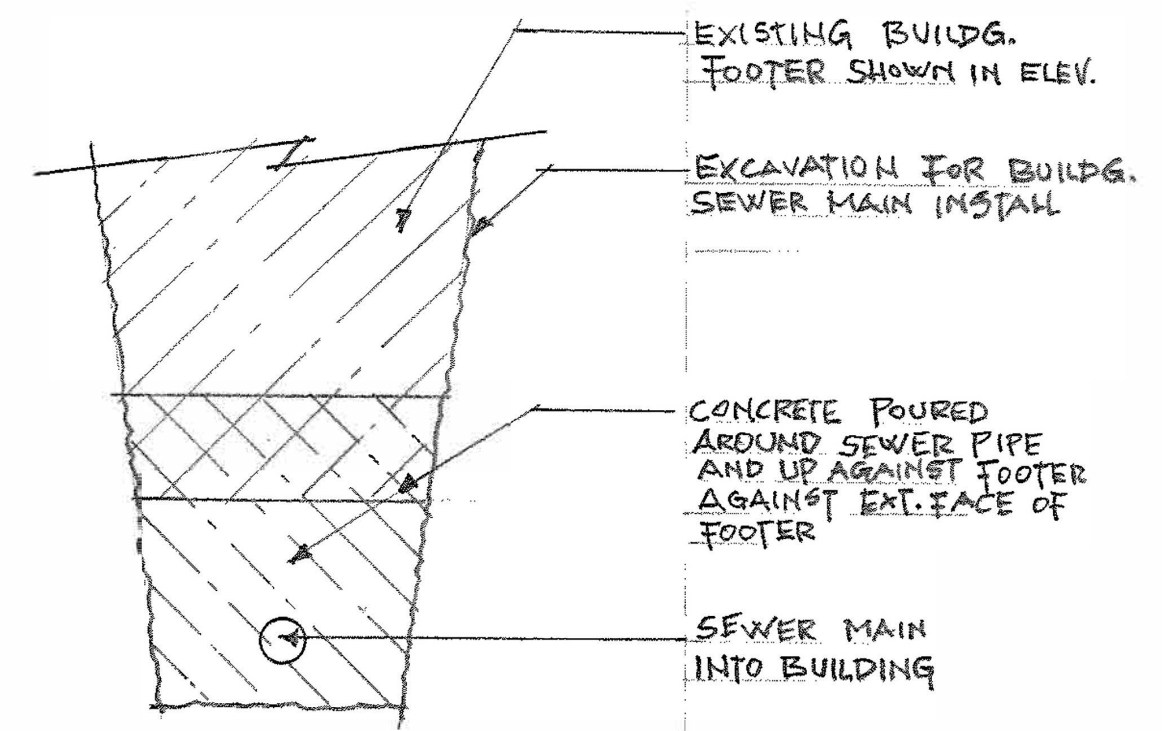 EXISTING BUILDG.
FOOTER SHOWN IN ELEV.
EXCAVATION FOR BUILDG.
SEWER MAIN INSTALL
CONCRETE POURED
AROUND SEWER PIPE
AND UP AGAINST FOOTER
AGAINST EXT. FACE OF
FOOTER
SEWER MAIN
INTO BUILDING